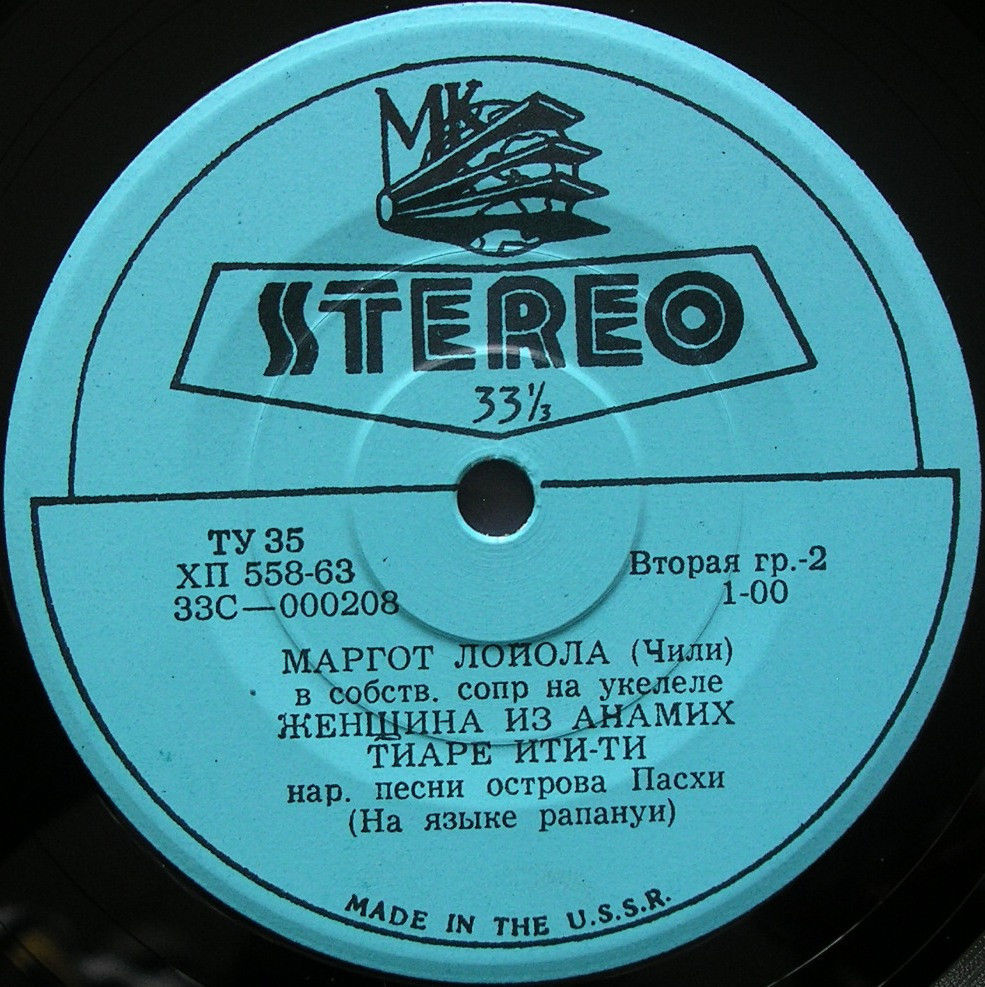 МК
STEREO
33⅓
ТУ 35
ХП 558-63
33С—000208
Вторая гр.-2
1-00
МАРГОТ ЛОЙОЛА (Чили)
в собств. сопр на укелеле
ЖЕНЩИНА ИЗ АНАМИХ
ТИАРЕ ИТИ-ТИ
нар. песни острова Пасхи
(На языке рапануи)
MADE IN THE U.S.S.R.